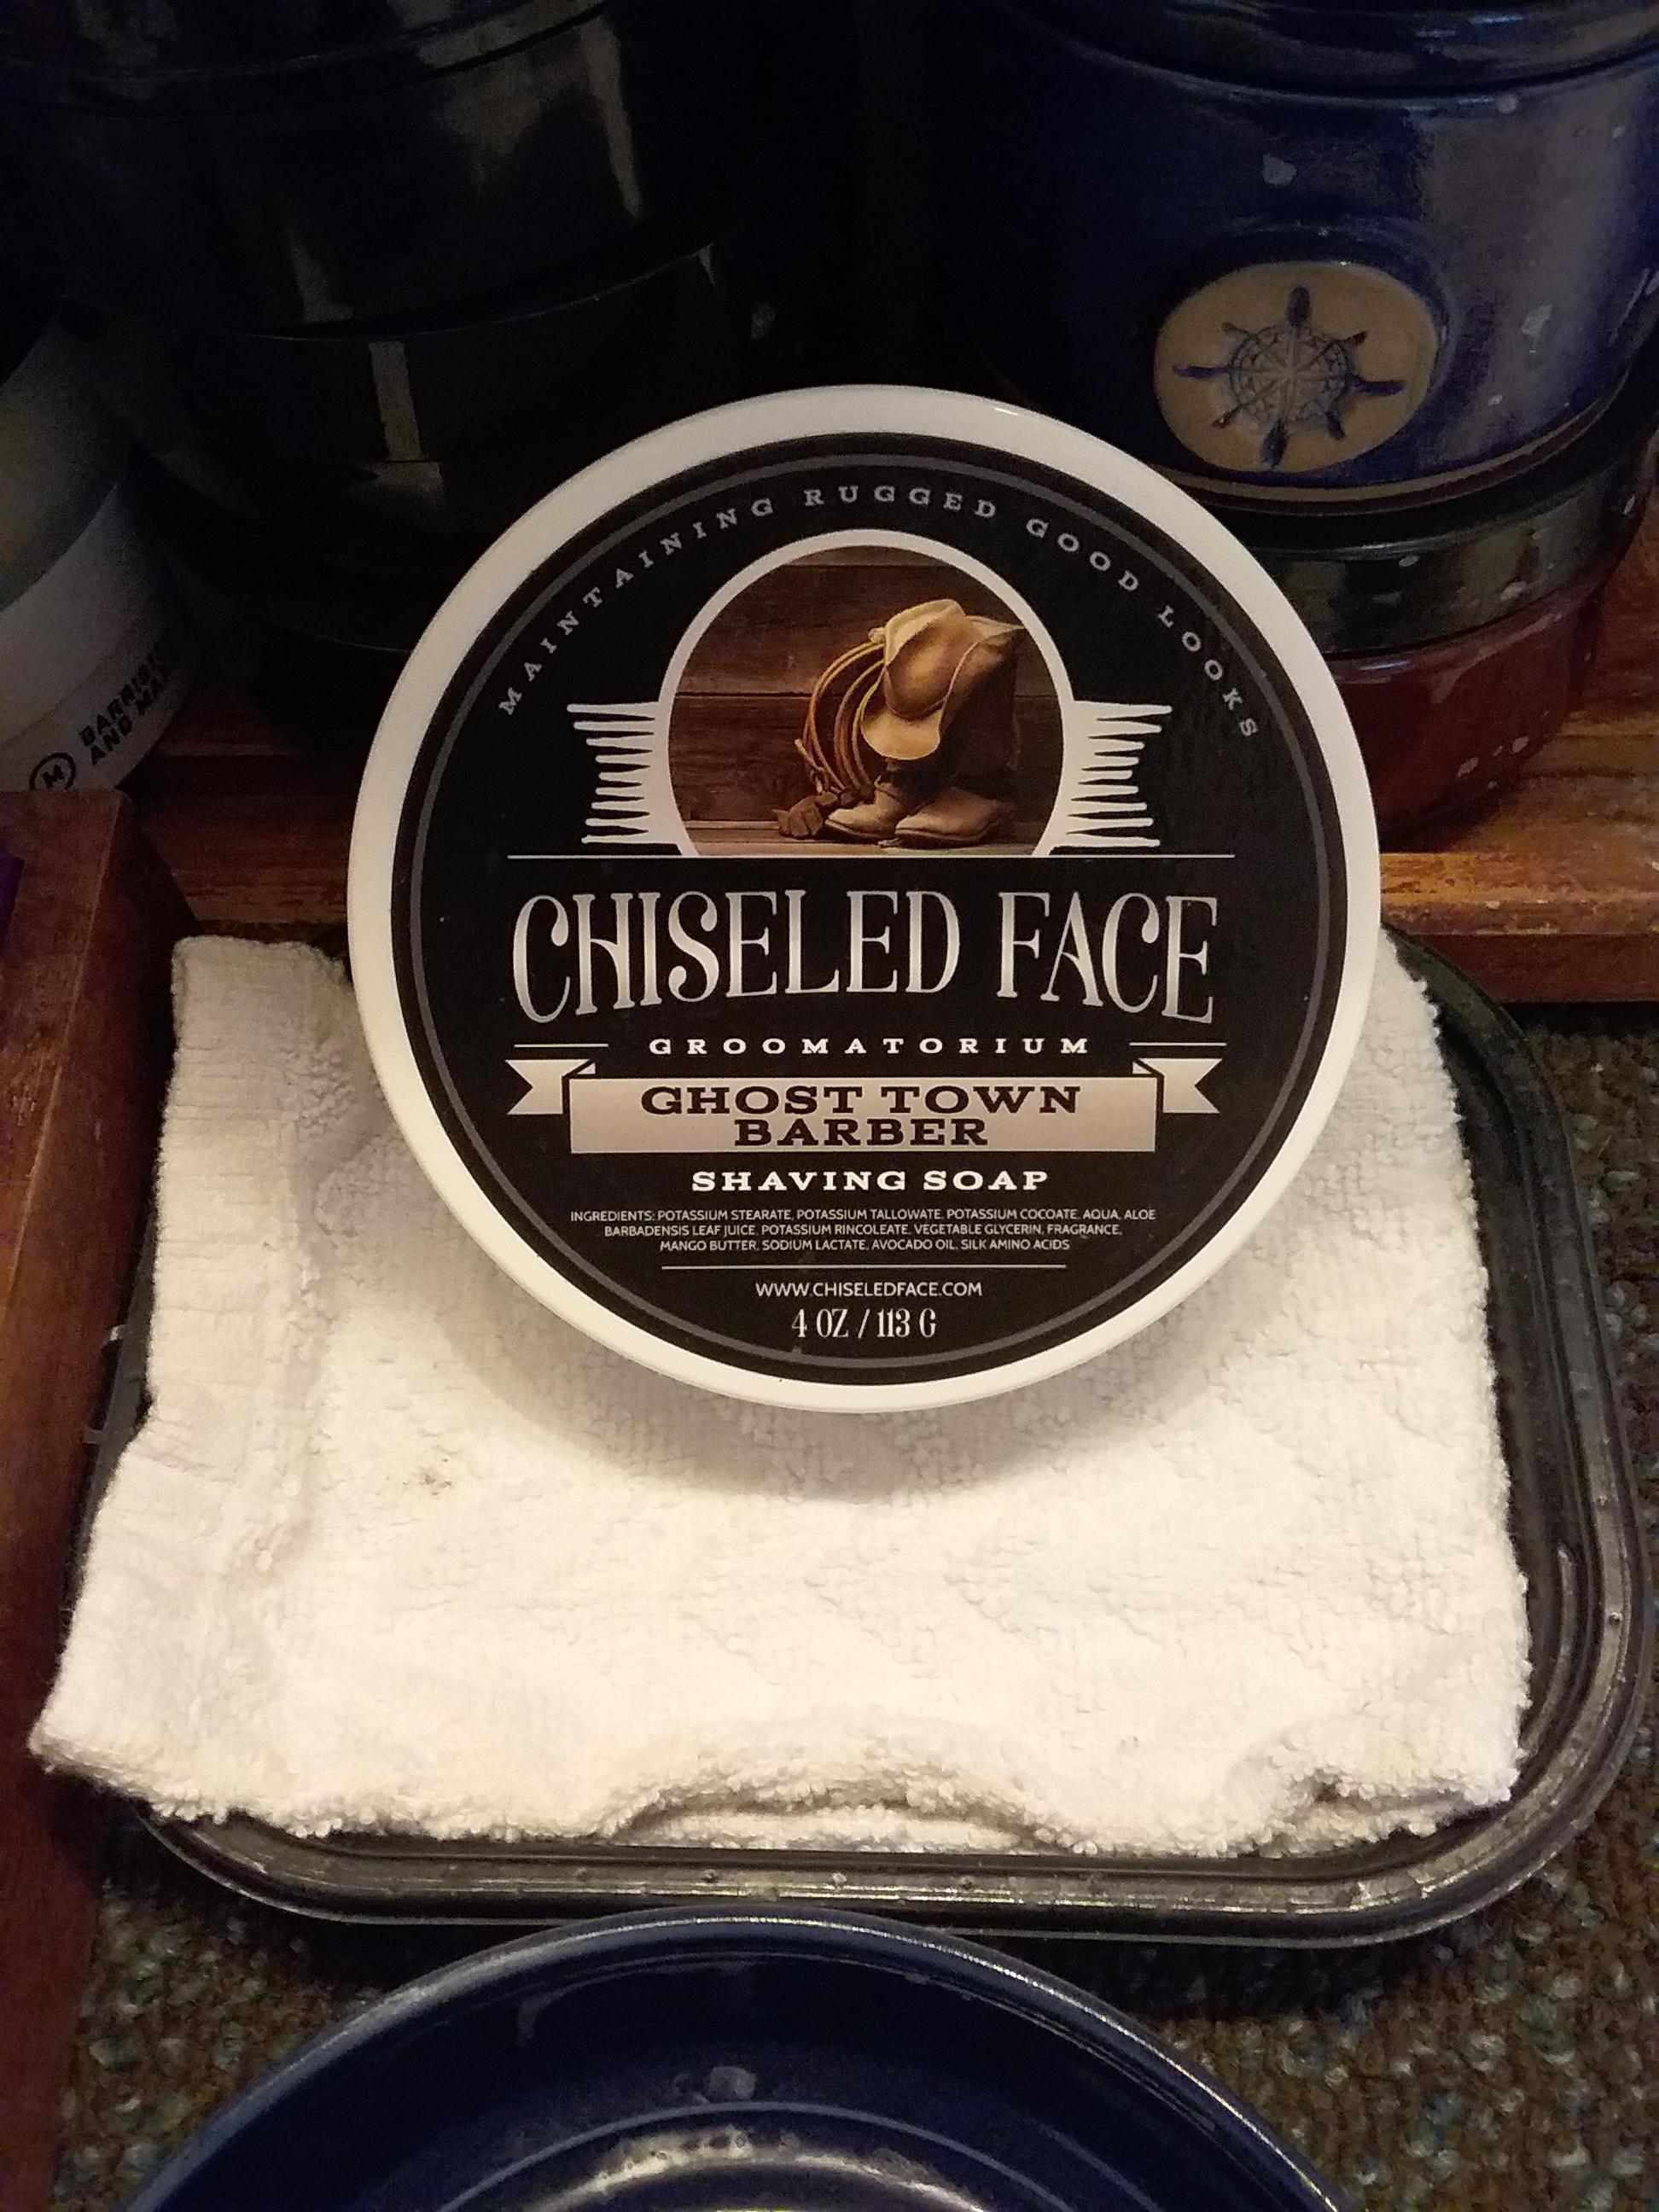 MAINTAINING RUGGED GOOD LOOKS
CHISELED FACE
GROOMATORIUM
GHOST TOWN
BARBER
SHAVING SOAP
INGREDIENTS: POTASSIUM STEARATE, POTASSIUM TALLOWATE, POTASSIUM COCOATE, AQUA, ALOE
BARBADENSIS LEAF JUICE, POTASSIUM RINCOLEATE, VEGETABLE GLYCERIN, FRAGRANCE,
MANGO BUTTER, SODIUM LACTATE, AVOCADO OIL, SILK AMINO ACIDS
WWW.CHISELEDFACE.COM
4 OZ / 113 G
M
AND